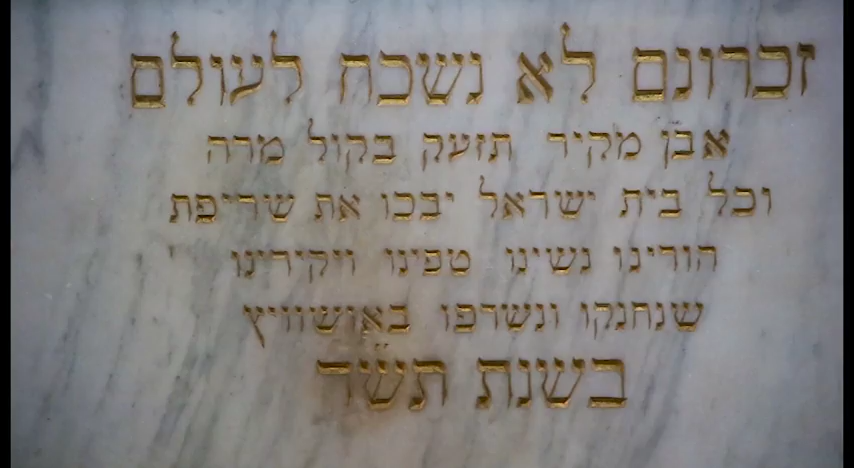 זכרונם לא נשכח לעולם
אבן מקיר תזעק בקול מרה
וכל בית ישראל יבכו את שריפת
הורינו נשינו טפינו ויקירינו
שנחנקו ונשרפו באושוויץ
בשנת תש״ד